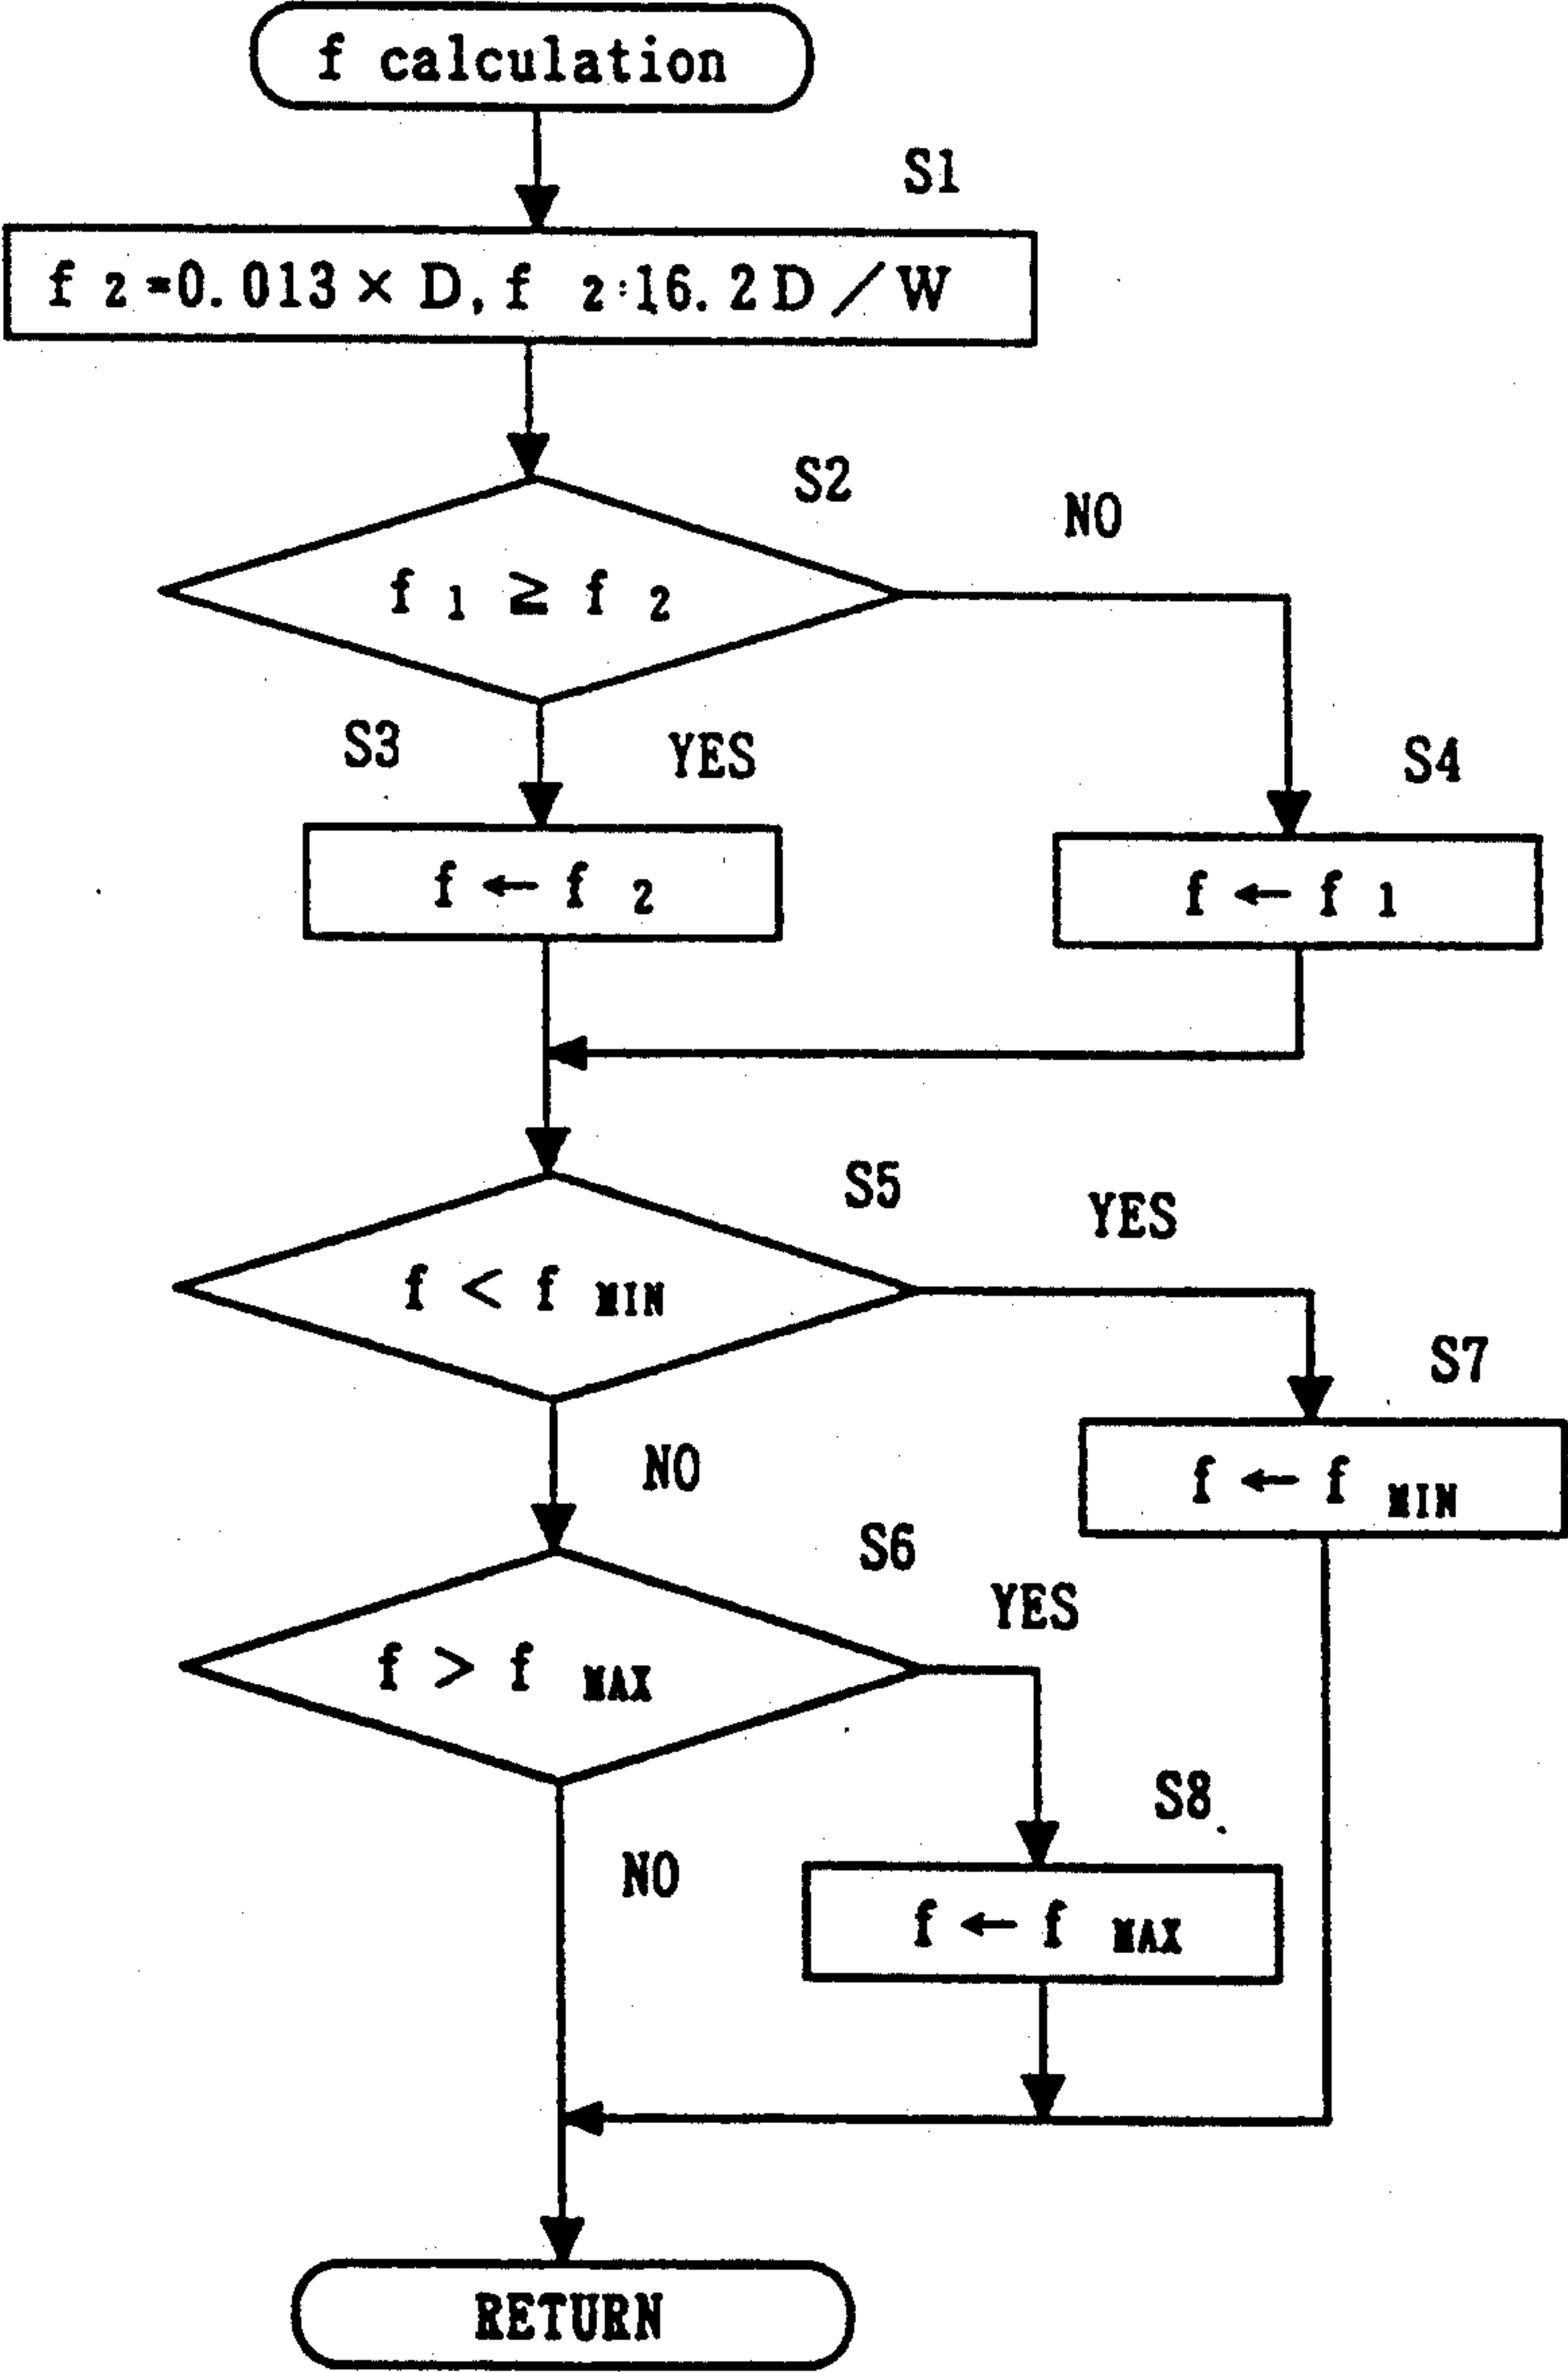 f calculation
S1
f 2=0.013×D, f 2:16.2D/W
S2
NO
f 1 ≧ f 2
S3
YES
S4
f ← f 2
f ← f 1
S5
YES
f < f MIN
S7
NO
f ← f MIN
S6
YES
f > f MAX
S8
NO
f ← f MAX
RETURN